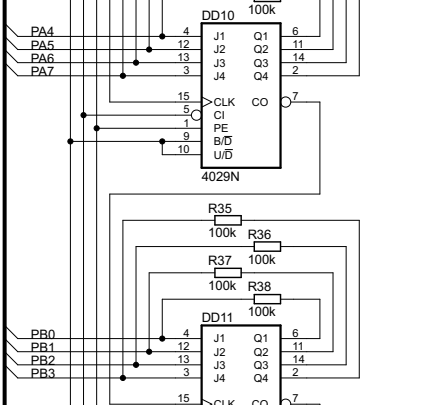 100k
DD10
PA4 4 J1 Q1 6
PA5 12 J2 Q2 11
PA6 13 J3 Q3 14
PA7 3 J4 Q4 2
15 CLK CO 7
5 CI
1 PE
9 B/D
10 U/D
4029N
R35
100k
R36
100k
R37
100k
R38
100k
DD11
PB0 4 J1 Q1 6
PB1 12 J2 Q2 11
PB2 13 J3 Q3 14
PB3 3 J4 Q4 2
15 CLK CO 7